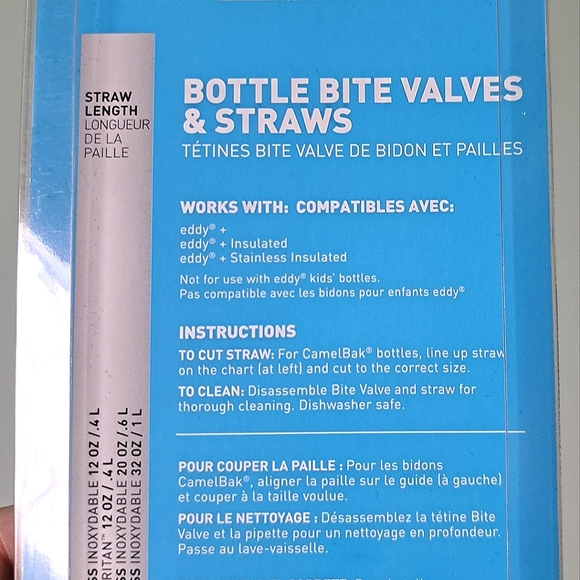 STRAW
LENGTH
LONGUEUR
DE LA
PAILLE
BOTTLE BITE VALVES
& STRAWS
TÉTINES BITE VALVE DE BIDON ET PAILLES
WORKS WITH: COMPATIBLES AVEC:
eddy® +
eddy® + Insulated
eddy® + Stainless Insulated
Not for use with eddy® kids' bottles.
Pas compatible avec les bidons pour enfants eddy®
INSTRUCTIONS
TO CUT STRAW: For CamelBak® bottles, line up straw
on the chart (at left) and cut to the correct size.
TO CLEAN: Disassemble Bite Valve and straw for
thorough cleaning. Dishwasher safe.
POUR COUPER LA PAILLE : Pour les bidons
CamelBak®, aligner la paille sur le guide (à gauche)
et couper à la taille voulue.
POUR LE NETTOYAGE : Désassemblez la tétine Bite
Valve et la pipette pour un nettoyage en profondeur.
Passe au lave-vaisselle.
INOXYDABLE 12 OZ / .4 L
12 OZ / .4 L
INOXYDABLE 20 OZ / .6 L
INOXYDABLE 32 OZ / 1 L